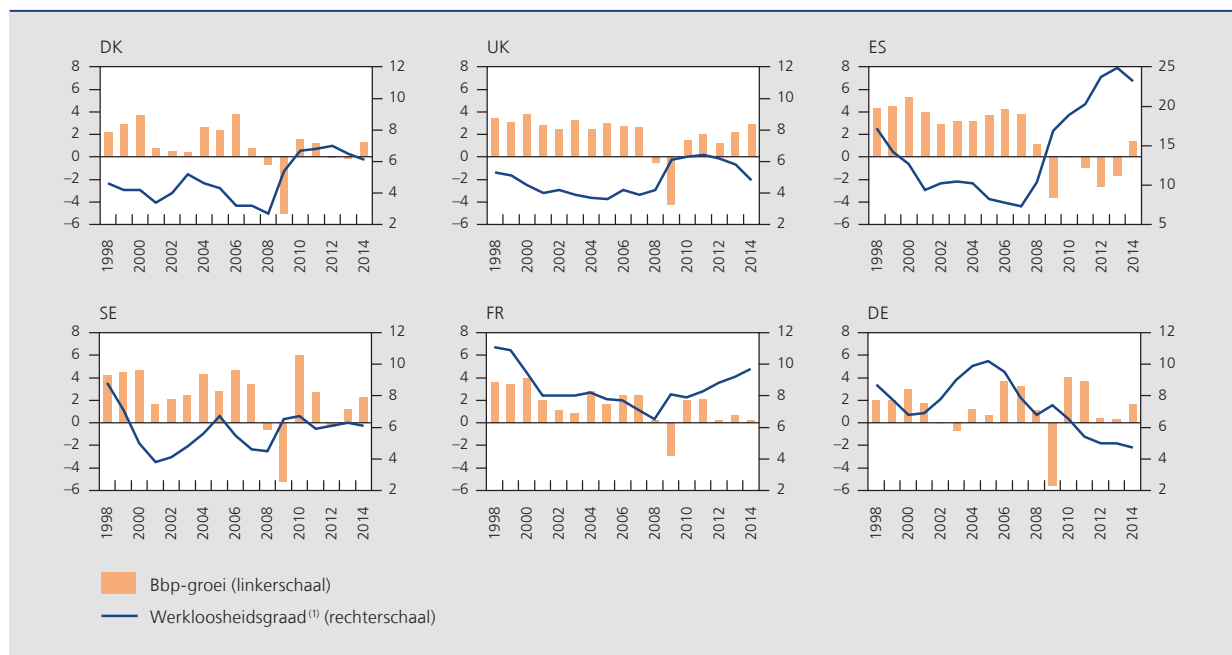 DK
UK
ES
8 12 8 12 8 25
6 10 6 10 6 20
4 4 4
2 8 2 8 2 15
0 6 0 6 0
−2 −2 −2 10
−4 4 −4 4 −4
−6 2 −6 2 −6 5
1998 2000 2002 2004 2006 2008 2010 2012 2014
1998 2000 2002 2004 2006 2008 2010 2012 2014
1998 2000 2002 2004 2006 2008 2010 2012 2014
SE
FR
DE
8 12 8 12 8 12
6 10 6 10 6 10
4 4 4
2 8 2 8 2 8
0 6 0 6 0 6
−2 −2 −2
−4 4 −4 4 −4 4
−6 2 −6 2 −6 2
1998 2000 2002 2004 2006 2008 2010 2012 2014
1998 2000 2002 2004 2006 2008 2010 2012 2014
1998 2000 2002 2004 2006 2008 2010 2012 2014
Bbp-groei (linkerschaal)
Werkloosheidsgraad (1) (rechterschaal)